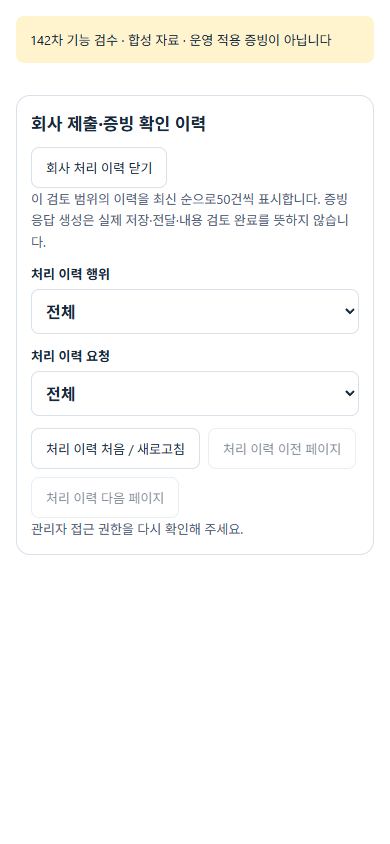 142차 기능 검수 · 합성 자료 · 운영 적용 증빙이 아닙니다
회사 제출·증빙 확인 이력
회사 처리 이력 닫기
이 검토 범위의 이력을 최신 순으로50건씩 표시합니다. 증빙
응답 생성은 실제 저장·전달·내용 검토 완료를 뜻하지 않습니
다.
처리 이력 행위
전체
처리 이력 요청
전체
처리 이력 처음 / 새로고침
처리 이력 이전 페이지
처리 이력 다음 페이지
관리자 접근 권한을 다시 확인해 주세요.